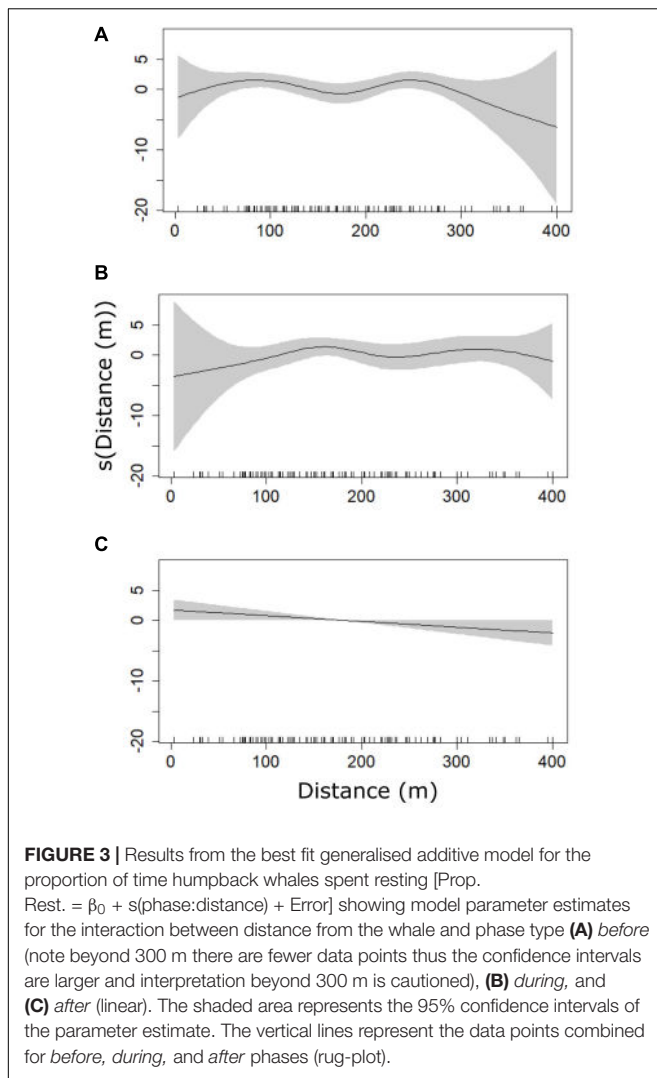 A
5
0
-10
-20
0 100 200 300 400
B
5
0
-10
-20
0 100 200 300 400
s(Distance (m))
C
5
0
-10
-20
0 100 200 300 400
Distance (m)
FIGURE 3 | Results from the best fit generalised additive model for the
proportion of time humpback whales spent resting [Prop.
Rest. = β0 + s(phase:distance) + Error] showing model parameter estimates
for the interaction between distance from the whale and phase type (A) before
(note beyond 300 m there are fewer data points thus the confidence intervals
are larger and interpretation beyond 300 m is cautioned), (B) during, and
(C) after (linear). The shaded area represents the 95% confidence intervals of
the parameter estimate. The vertical lines represent the data points combined
for before, during, and after phases (rug-plot).